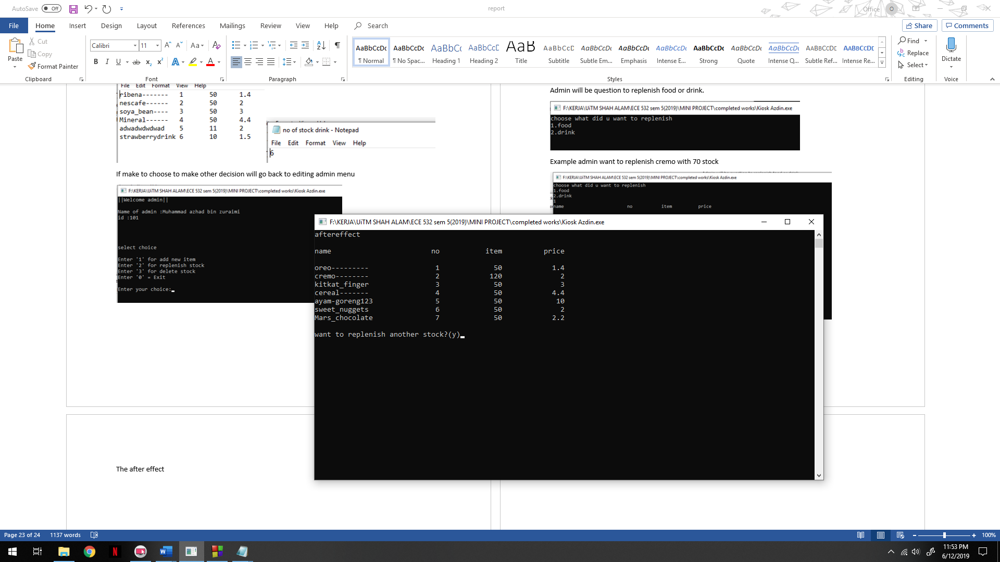 AutoSave Off
report
Office O
File Home Insert Design Layout References Mailings Review View Help Search
Share Comments
Paste
Cut
Copy
Format Painter
Clipboard
Calibri 11
Font
Paragraph
AaBbCcDc AaBbCcDc AaBbCc AaBbCcD AaB AaBbCcD AaBbCcDc AaBbCcDc AaBbCcDc AaBbCcDc AaBbCcDc AaBbCcDc AABBCCDD AABBCCDD
¶ Normal ¶ No Spac... Heading 1 Heading 2 Title Subtitle Subtle Em... Emphasis Intense E... Strong Quote Intense Q... Subtle Ref... Intense Re...
Styles
Find
Replace
Select
Editing
Dictate
Voice
File Edit Format View Help
ribena------- 1 50 1.4
nescafe------ 2 50 2
soya_bean---- 3 50 3
Mineral------ 4 50 4.4
adwadwdwdwad 5 11 2
strawberrydrink 6 10 1.5
no of stock drink - Notepad
File Edit Format View Help
6
If make to choose to make other decision will go back to editing admin menu
F:\KERJA\UiTM SHAH ALAM\ECE 532 sem 5(2019)\MINI PROJECT\completed works\Kiosk Azdin.exe
||Welcome admin||
Name of admin :Muhammad azhad bin zuraimi
id :101
select choice
Enter '1' for add new item
Enter '2' for replenish stock
Enter '3' for delete stock
Enter '0' = Exit
Enter your choice:
Admin will be question to replenish food or drink.
F:\KERJA\UiTM SHAH ALAM\ECE 532 sem 5(2019)\MINI PROJECT\completed works\Kiosk Azdin.exe
choose what did u want to replenish
1.food
2.drink
Example admin want to replenish cremo with 70 stock
F:\KERJA\UiTM SHAH ALAM\ECE 532 sem 5(2019)\MINI PROJECT\completed works\Kiosk Azdin.exe
choose what did u want to replenish
1.food
2.drink
1
name no item price
F:\KERJA\UiTM SHAH ALAM\ECE 532 sem 5(2019)\MINI PROJECT\completed works\Kiosk Azdin.exe
aftereffect
name no item price
oreo--------- 1 50 1.4
cremo-------- 2 120 2
kitkat_finger 3 50 3
cereal------- 4 50 4.4
ayam-goreng123 5 50 10
sweet_nuggets 6 50 2
Mars_chocolate 7 50 2.2
want to replenish another stock?(y)
The after effect
Page 23 of 24 1137 words
100%
11:53 PM
6/12/2019